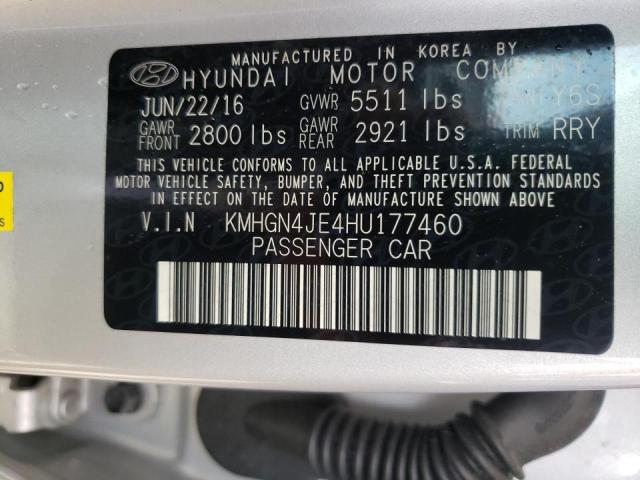 MANUFACTURED IN KOREA BY
HYUNDAI MOTOR COMPANY
JUN/22/16 GVWR 5511 lbs Y6S
GAWR FRONT 2800 lbs GAWR REAR 2921 lbs TRIM RRY
THIS VEHICLE CONFORMS TO ALL APPLICABLE U.S.A. FEDERAL
MOTOR VEHICLE SAFETY, BUMPER, AND THEFT PREVENTION STANDARDS
IN EFFECT ON THE DATE OF MANUFACTURE SHOWN ABOVE.
V.I.N KMHGN4JE4HU177460
PASSENGER CAR